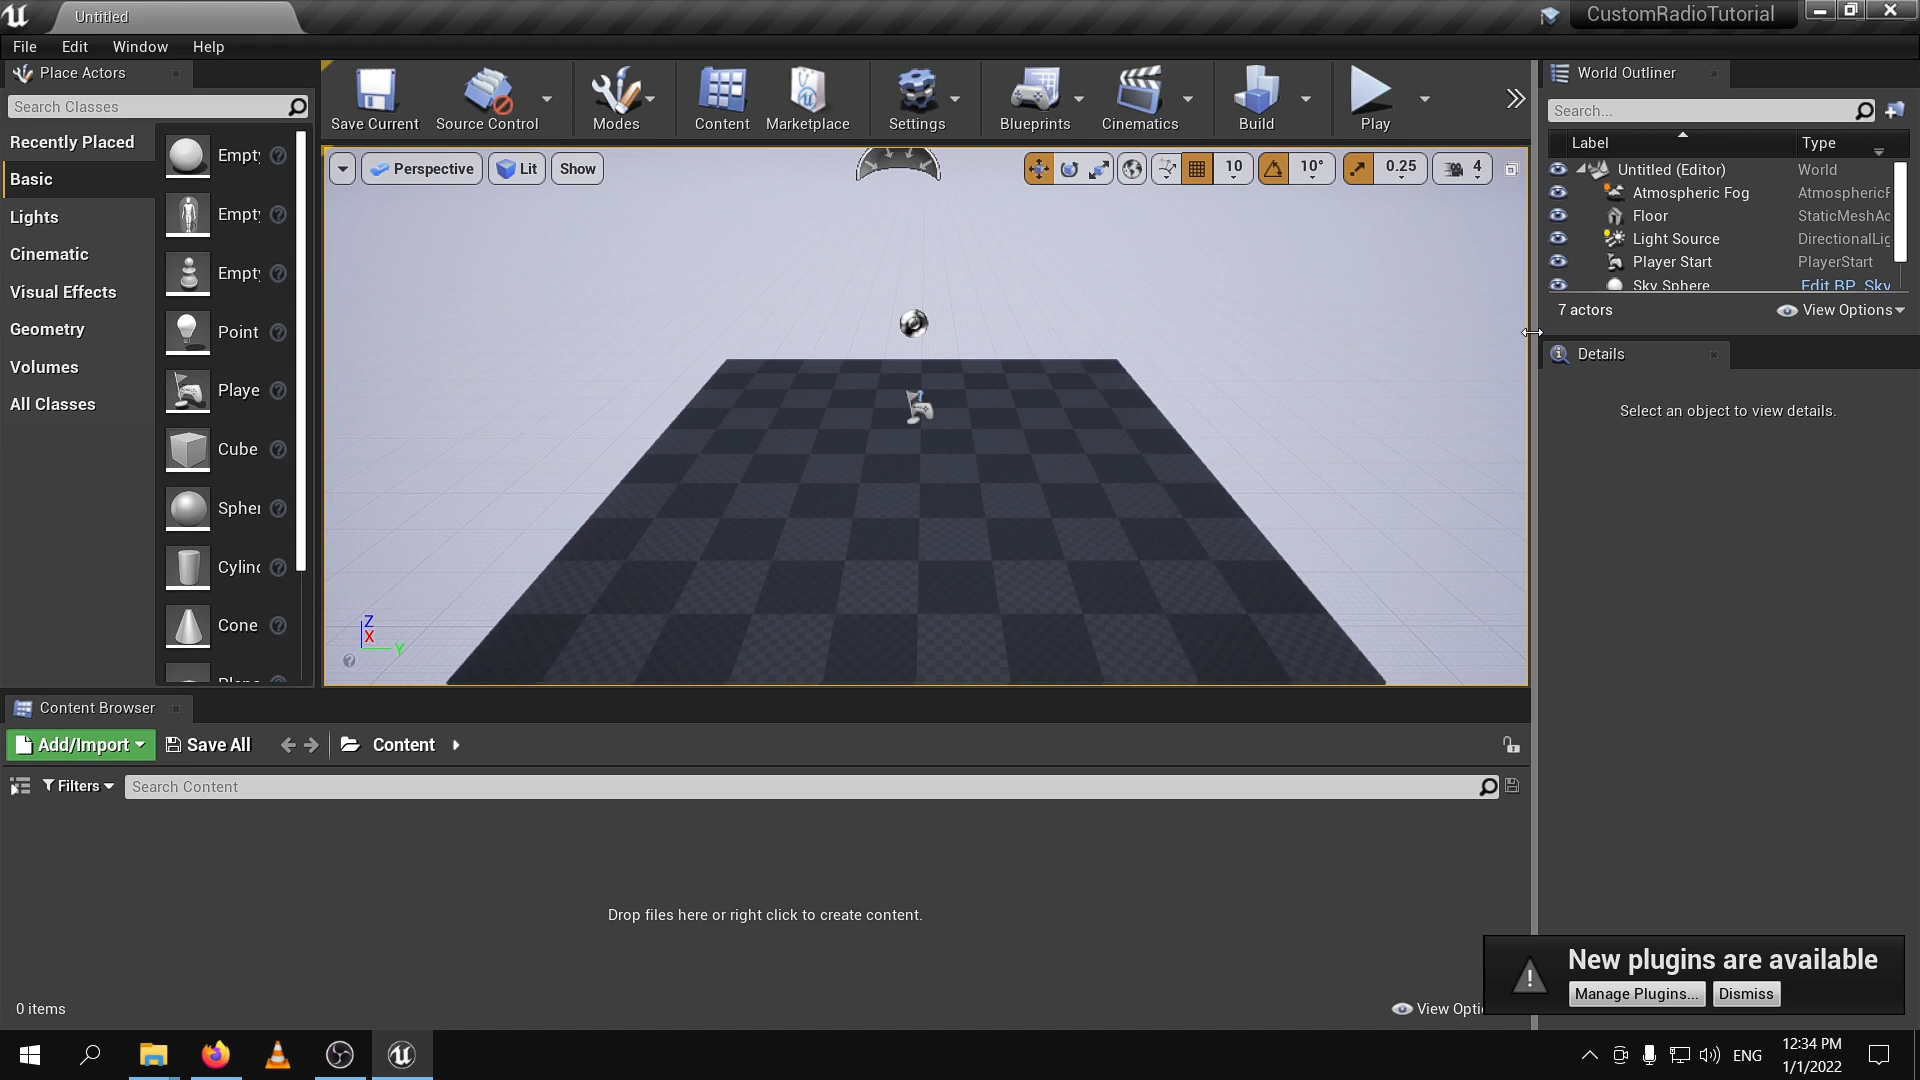 Untitled
CustomRadioTutorial
File Edit Window Help
Place Actors
Search Classes
Recently Placed
Basic
Lights
Cinematic
Visual Effects
Geometry
Volumes
All Classes
Empty
Empty
Empty
Point
Playe
Cube
Spher
Cylind
Cone
Save Current
Source Control
Modes
Content
Marketplace
Settings
Blueprints
Cinematics
Build
Play
Perspective
Lit
Show
10
10°
0.25
4
Z
X
Y
World Outliner
Search...
Label Type
Untitled (Editor) World
Atmospheric Fog AtmosphericF
Floor StaticMeshAc
Light Source DirectionalLig
Player Start PlayerStart
Sky Sphere Edit BP_Sky
7 actors
View Options
Details
Select an object to view details.
Content Browser
Add/Import
Save All
Content
Filters
Search Content
Drop files here or right click to create content.
0 items
View Opti
New plugins are available
Manage Plugins...
Dismiss
ENG
12:34 PM
1/1/2022